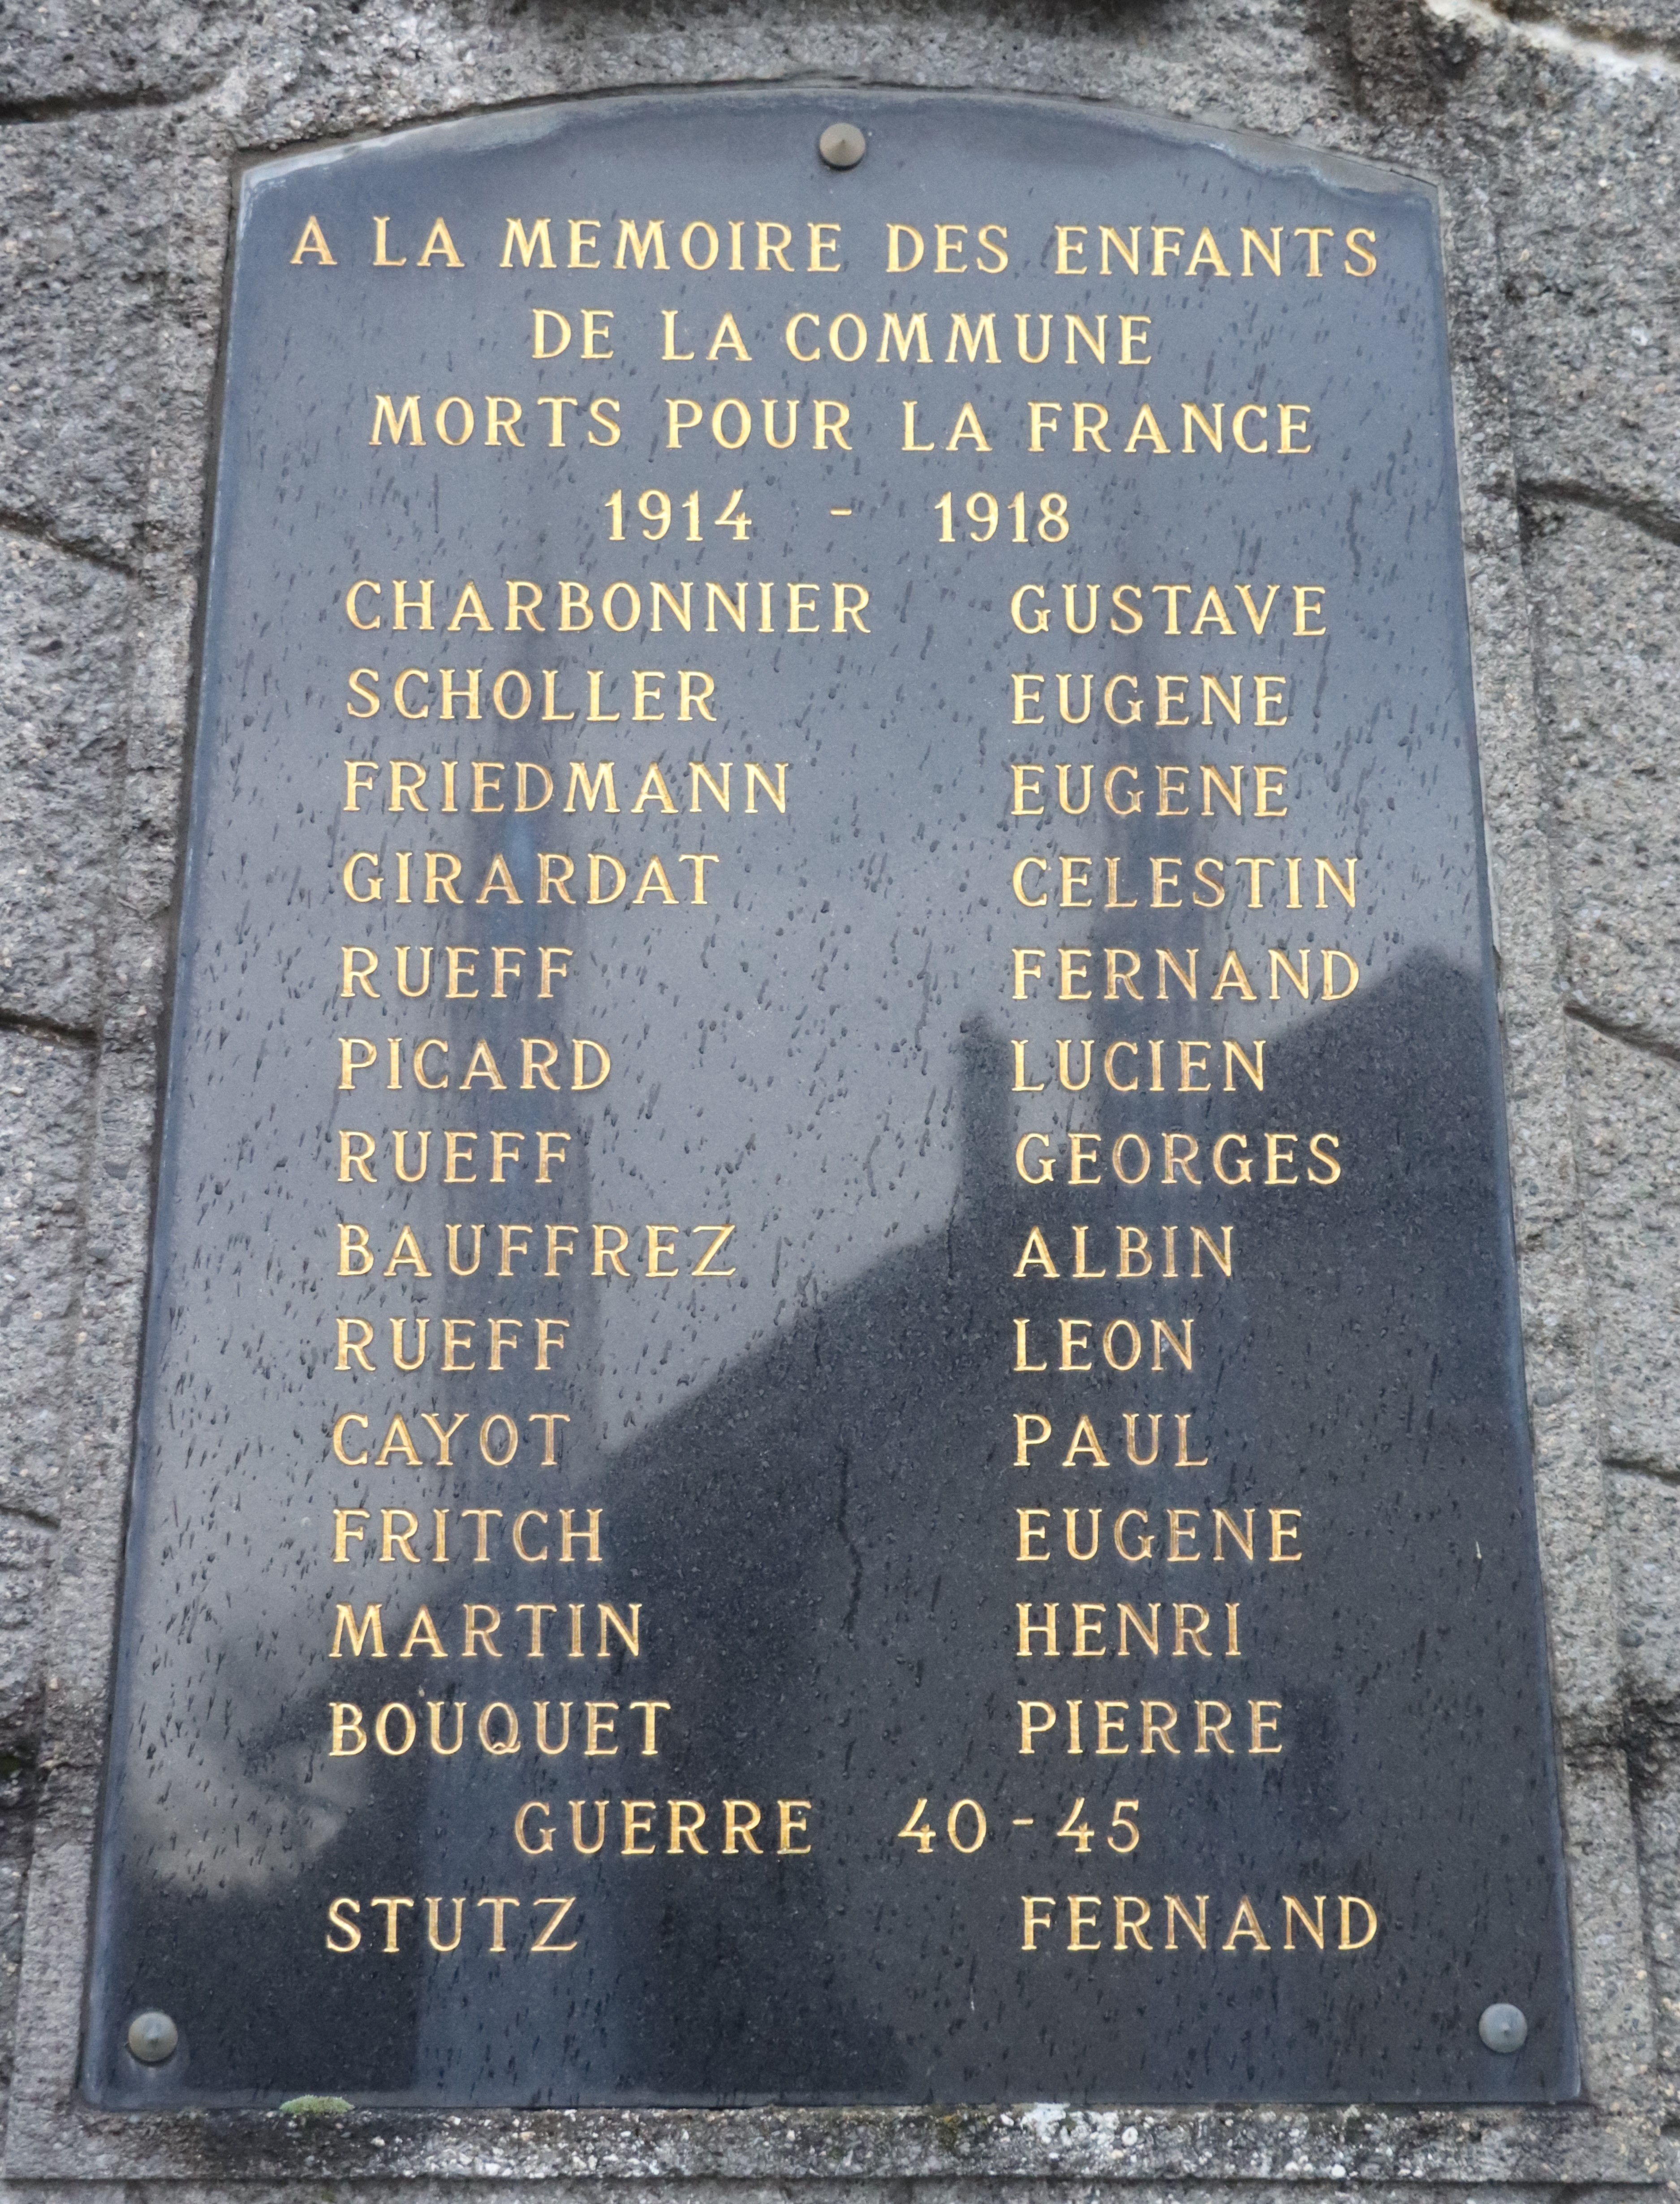 A LA MEMOIRE DES ENFANTS
DE LA COMMUNE
MORTS POUR LA FRANCE
1914 - 1918
CHARBONNIER GUSTAVE
SCHOLLER EUGENE
FRIEDMANN EUGENE
GIRARDAT CELESTIN
RUEFF FERNAND
PICARD LUCIEN
RUEFF GEORGES
BAUFFREZ ALBIN
RUEFF LEON
CAYOT PAUL
FRITCH EUGENE
MARTIN HENRI
BOUQUET PIERRE
GUERRE 40-45
STUTZ FERNAND